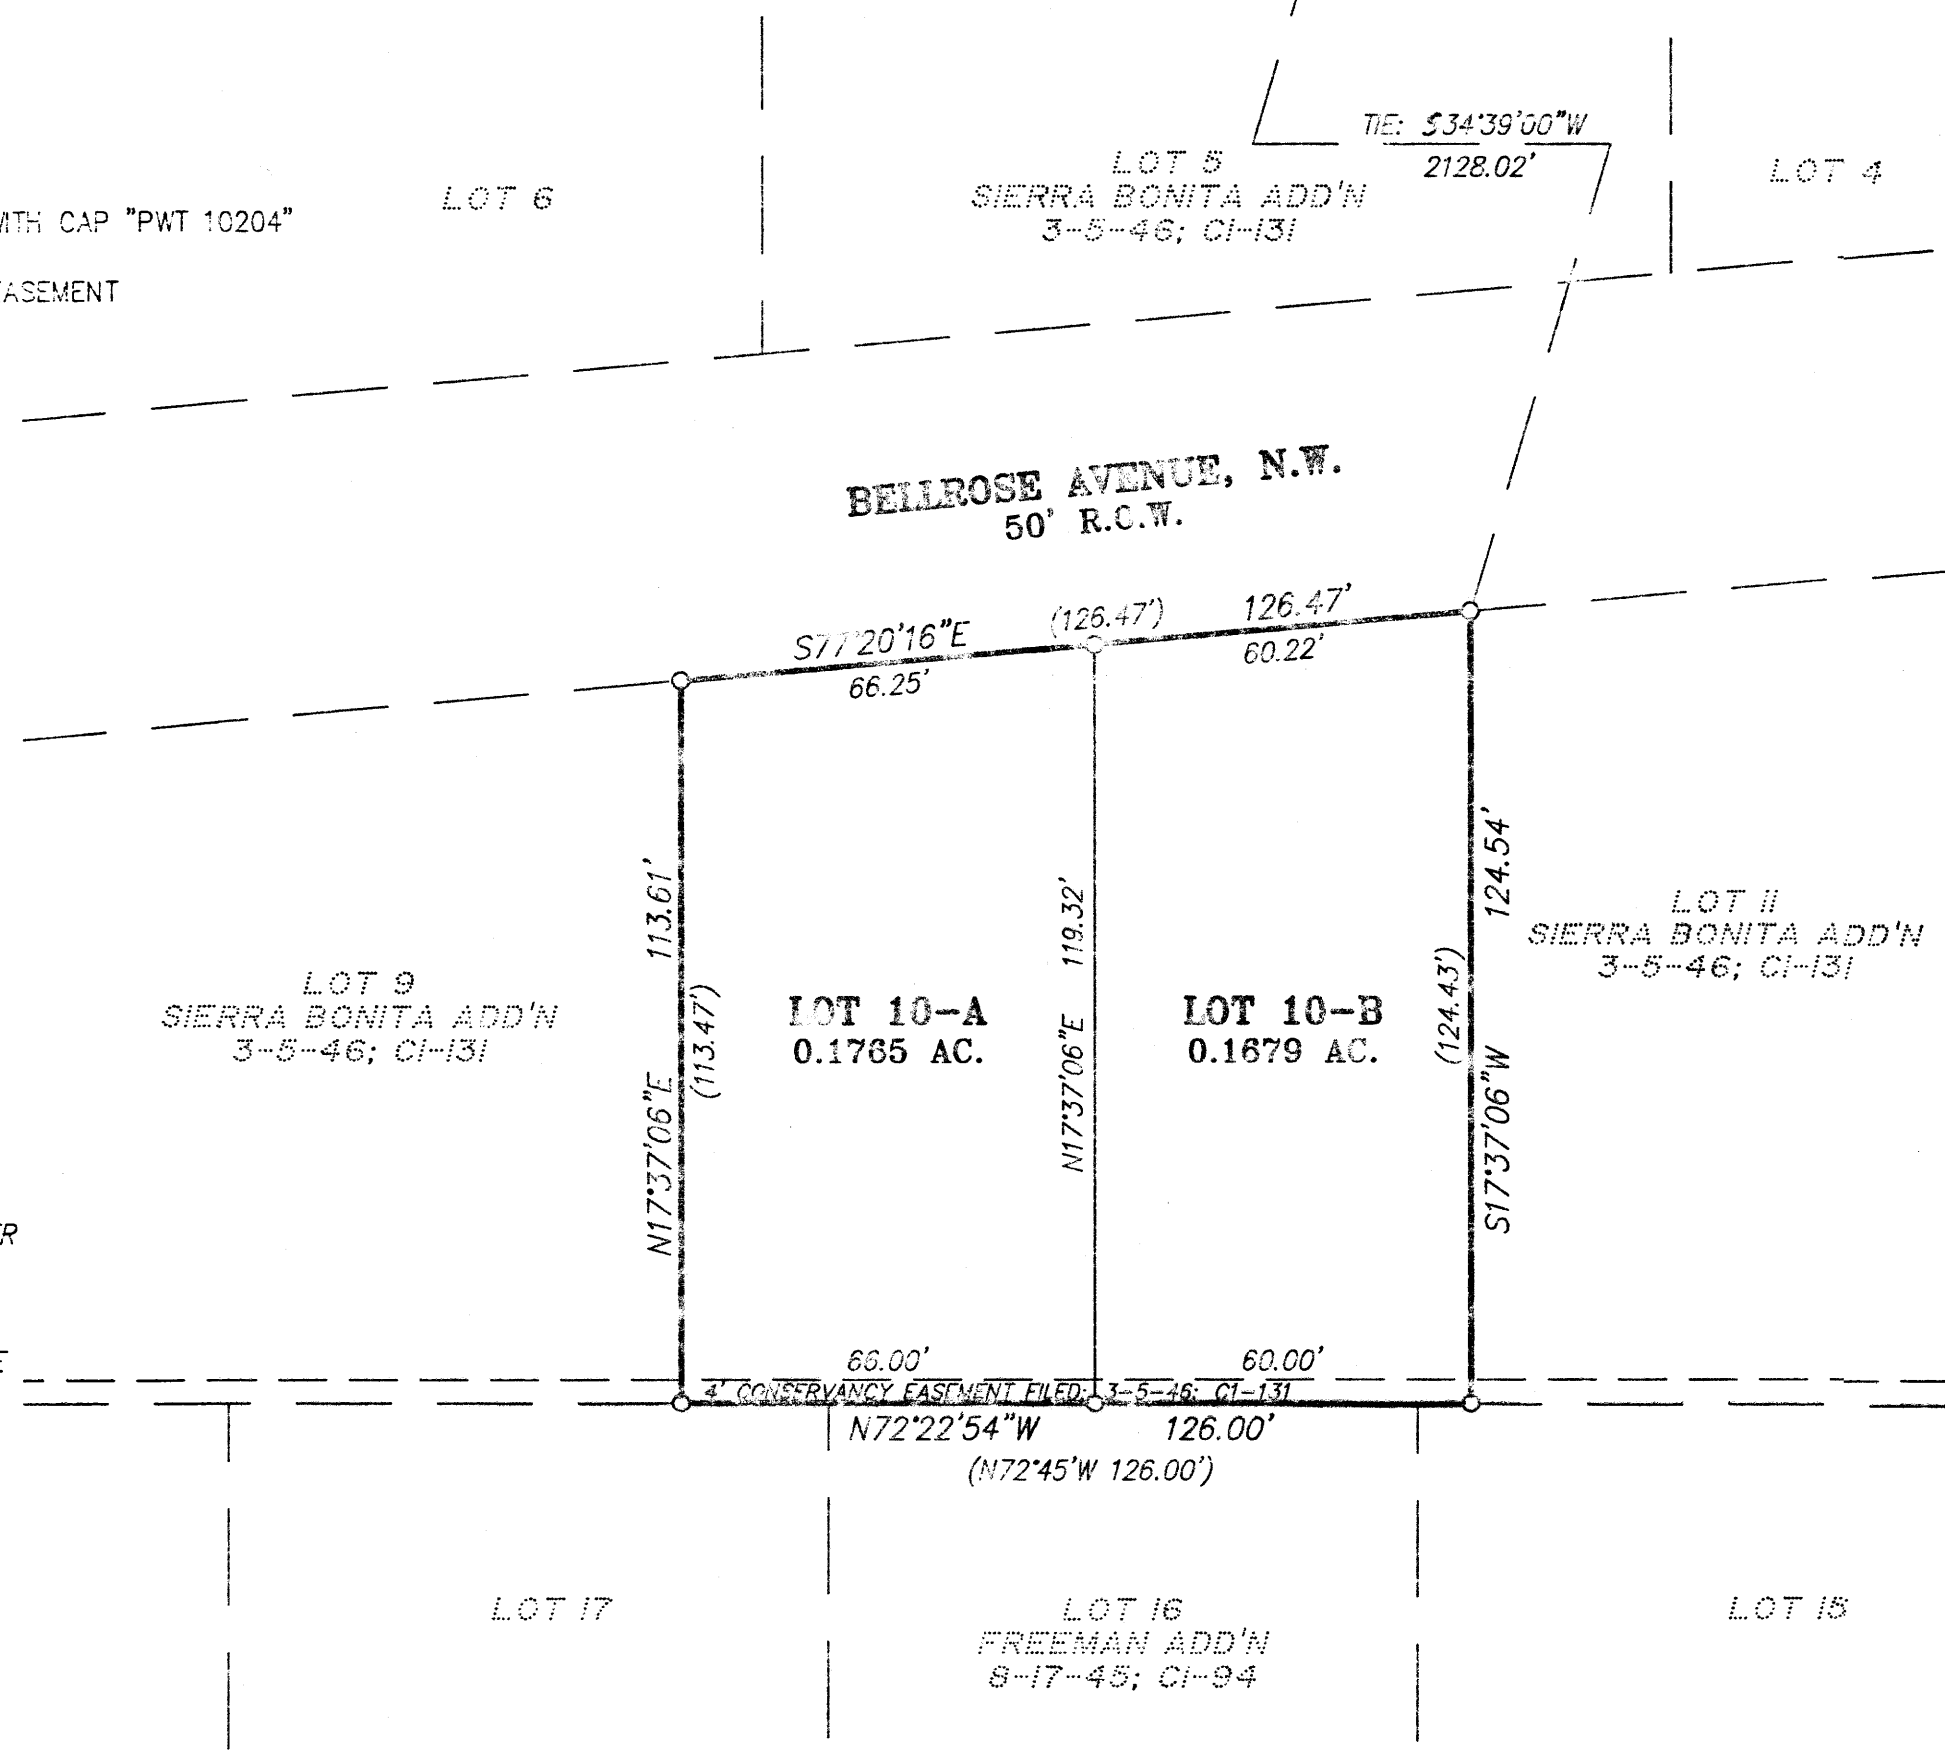 TIE: S34°39'00"W
2128.02'
LOT 6
LOT 5
SIERRA BONITA ADD'N
3-5-46; C1-131
LOT 4
WITH CAP "PWT 10204"
EASEMENT
BELLROSE AVENUE, N.W.
50' R.O.W.
S77°20'16"E
(126.47')
126.47'
66.25'
60.22'
N17°37'06"E 113.61'
(113.47')
N17°37'06"E 119.32'
S17°37'06"W 124.54'
(124.43')
LOT 9
SIERRA BONITA ADD'N
3-5-46; C1-131
LOT 10-A
0.1765 AC.
LOT 10-B
0.1679 AC.
LOT 11
SIERRA BONITA ADD'N
3-5-46; C1-131
66.00'
60.00'
4' CONSERVANCY EASEMENT FILED: 3-5-46; C1-131
N72°22'54"W 126.00'
(N72°45'W 126.00')
LOT 17
LOT 16
FREEMAN ADD'N
8-17-45; C1-94
LOT 15